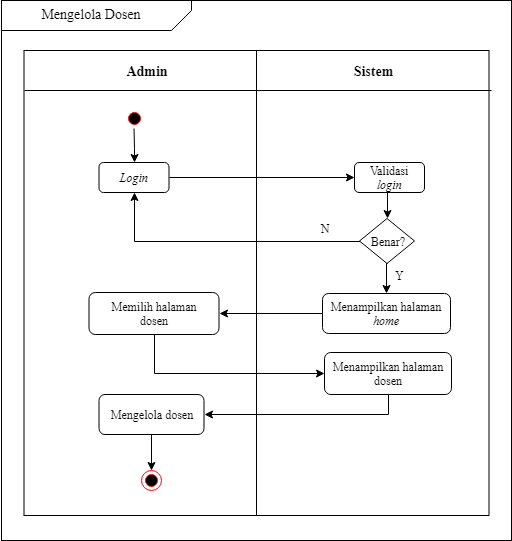 Mengelola Dosen
Admin
Sistem
Login
Validasi
login
Benar?
N
Y
Memilih halaman
dosen
Menampilkan halaman
home
Menampilkan halaman
dosen
Mengelola dosen